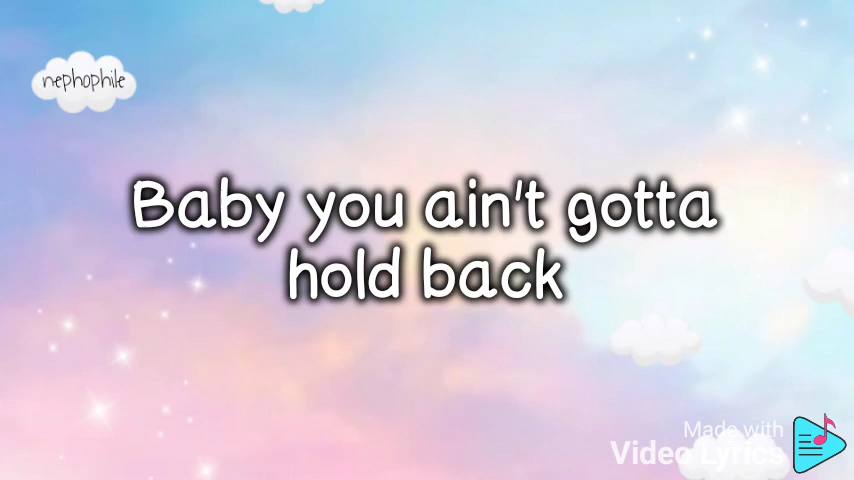 nephophile
Baby you ain't gotta
hold back
Made with
Video Lyrics